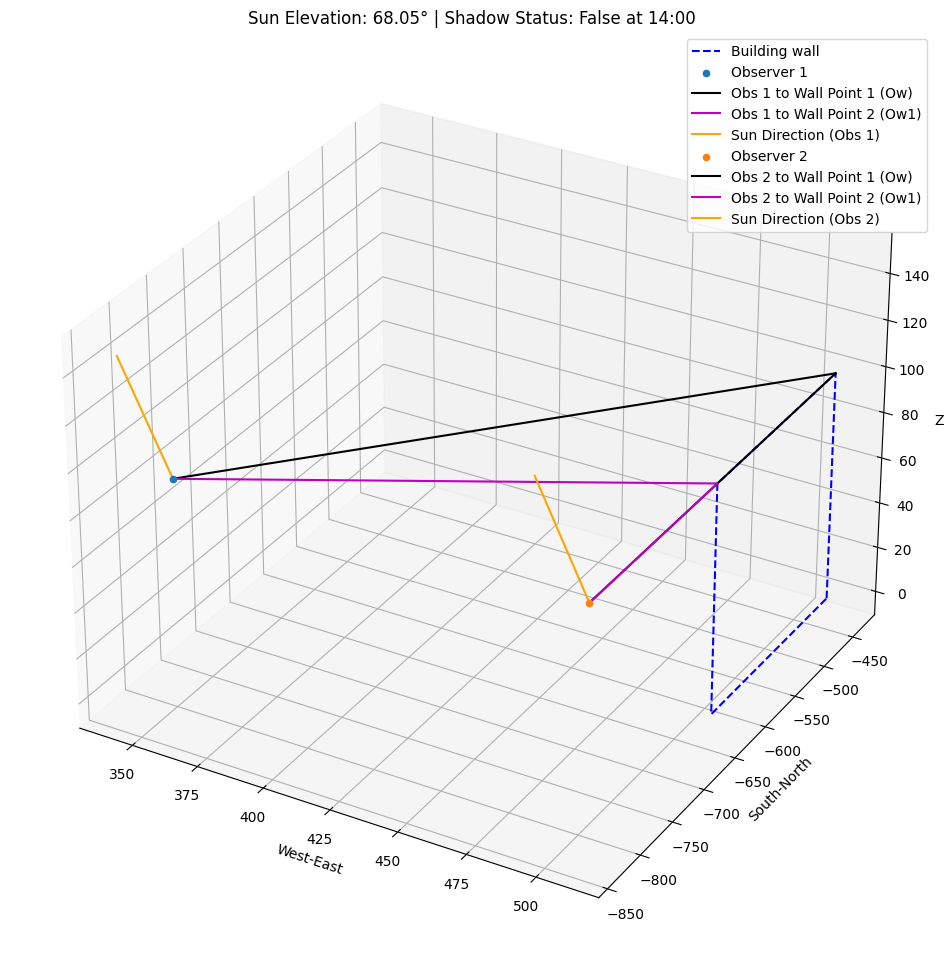 Sun Elevation: 68.05° | Shadow Status: False at 14:00
Building wall
Observer 1
Obs 1 to Wall Point 1 (Ow)
Obs 1 to Wall Point 2 (Ow1)
Sun Direction (Obs 1)
Observer 2
Obs 2 to Wall Point 1 (Ow)
Obs 2 to Wall Point 2 (Ow1)
Sun Direction (Obs 2)
140
120
100
Z
80
60
40
20
0
−450
−500
−550
−600
−650
−700
−750
−800
−850
South-North
350
375
400
425
450
475
500
West-East